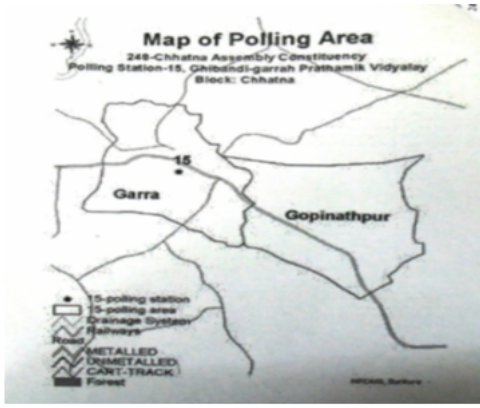 Map of Polling Area
248-Chhatna Assembly Constituency
Polling Station-15, Ghibandi-garrah Prathamik Vidyalay
Block: Chhatna
15
Garra
Gopinathpur
15-polling station
15-polling area
Drainage System
Railways
Road
METALLED
UNMETALLED
CART-TRACK
Forest